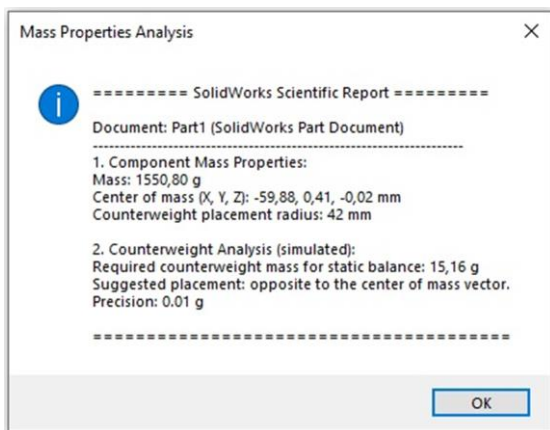 Mass Properties Analysis
========= SolidWorks Scientific Report =========
Document: Part1 (SolidWorks Part Document)
--------------------------------------------------------------------
1. Component Mass Properties:
Mass: 1550,80 g
Center of mass (X, Y, Z): -59,88, 0,41, -0,02 mm
Counterweight placement radius: 42 mm
2. Counterweight Analysis (simulated):
Required counterweight mass for static balance: 15,16 g
Suggested placement: opposite to the center of mass vector.
Precision: 0.01 g
=======================================
OK